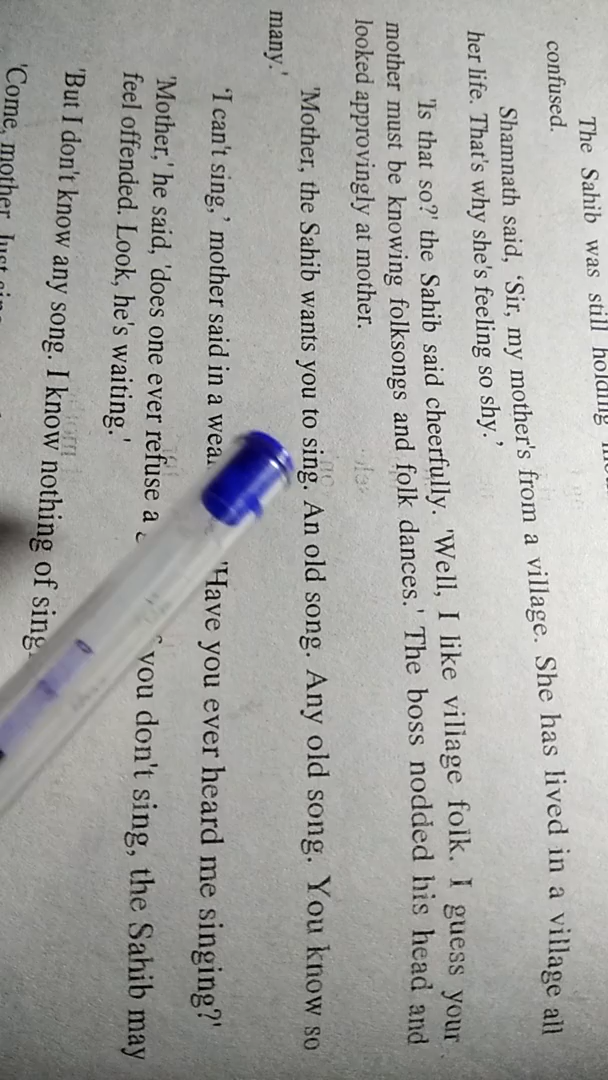 The Sahib was still holding
confused.
Shamnath said, 'Sir, my mother's from a village. She has lived in a village all
her life. That's why she's feeling so shy.'
'Is that so?' the Sahib said cheerfully. 'Well, I like village folk. I guess your
mother must be knowing folksongs and folk dances.' The boss nodded his head and
looked approvingly at mother.
'Mother, the Sahib wants you to sing. An old song. Any old song. You know so
many.'
'I can't sing,' mother said in a 'Have you ever heard me singing?'
'Mother,' he said, 'does one ever refuse a you don't sing, the Sahib may
feel offended. Look, he's waiting.'
'But I don't know any song. I know nothing of
'Come, mother. Just